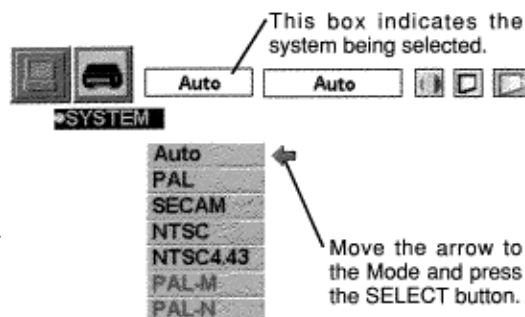 This box indicates the
system being selected.
Auto Auto
SYSTEM
Auto
PAL
SECAM
NTSC
NTSC4.43
PAL-M
PAL-N
Move the arrow to
the Mode and press
the SELECT button.